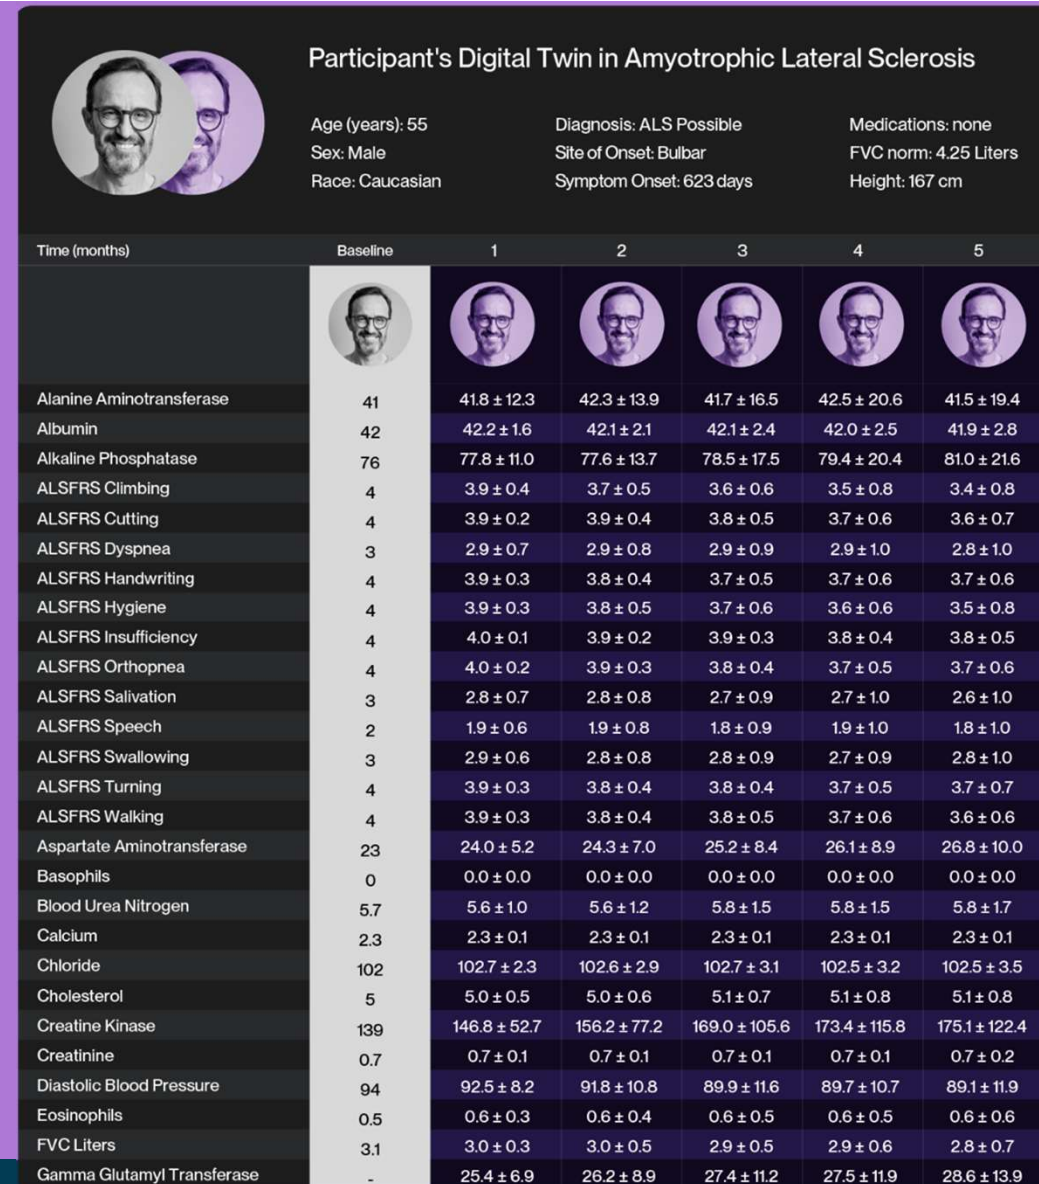 Participant's Digital Twin in Amyotrophic Lateral Sclerosis
Age (years): 55 Diagnosis: ALS Possible Medications: none
Sex: Male Site of Onset: Bulbar FVC norm: 4.25 Liters
Race: Caucasian Symptom Onset: 623 days Height: 167 cm
Time (months) Baseline 1 2 3 4 5
Alanine Aminotransferase 41 41.8 ± 12.3 42.3 ± 13.9 41.7 ± 16.5 42.5 ± 20.6 41.5 ± 19.4
Albumin 42 42.2 ± 1.6 42.1 ± 2.1 42.1 ± 2.4 42.0 ± 2.5 41.9 ± 2.8
Alkaline Phosphatase 76 77.8 ± 11.0 77.6 ± 13.7 78.5 ± 17.5 79.4 ± 20.4 81.0 ± 21.6
ALSFRS Climbing 4 3.9 ± 0.4 3.7 ± 0.5 3.6 ± 0.6 3.5 ± 0.8 3.4 ± 0.8
ALSFRS Cutting 4 3.9 ± 0.2 3.9 ± 0.4 3.8 ± 0.5 3.7 ± 0.6 3.6 ± 0.7
ALSFRS Dyspnea 3 2.9 ± 0.7 2.9 ± 0.8 2.9 ± 0.9 2.9 ± 1.0 2.8 ± 1.0
ALSFRS Handwriting 4 3.9 ± 0.3 3.8 ± 0.4 3.7 ± 0.5 3.7 ± 0.6 3.7 ± 0.6
ALSFRS Hygiene 4 3.9 ± 0.3 3.8 ± 0.5 3.7 ± 0.6 3.6 ± 0.6 3.5 ± 0.8
ALSFRS Insufficiency 4 4.0 ± 0.1 3.9 ± 0.2 3.9 ± 0.3 3.8 ± 0.4 3.8 ± 0.5
ALSFRS Orthopnea 4 4.0 ± 0.2 3.9 ± 0.3 3.8 ± 0.4 3.7 ± 0.5 3.7 ± 0.6
ALSFRS Salivation 3 2.8 ± 0.7 2.8 ± 0.8 2.7 ± 0.9 2.7 ± 1.0 2.6 ± 1.0
ALSFRS Speech 2 1.9 ± 0.6 1.9 ± 0.8 1.8 ± 0.9 1.9 ± 1.0 1.8 ± 1.0
ALSFRS Swallowing 3 2.9 ± 0.6 2.8 ± 0.8 2.8 ± 0.9 2.7 ± 0.9 2.8 ± 1.0
ALSFRS Turning 4 3.9 ± 0.3 3.8 ± 0.4 3.8 ± 0.4 3.7 ± 0.5 3.7 ± 0.7
ALSFRS Walking 4 3.9 ± 0.3 3.8 ± 0.4 3.8 ± 0.5 3.7 ± 0.6 3.6 ± 0.6
Aspartate Aminotransferase 23 24.0 ± 5.2 24.3 ± 7.0 25.2 ± 8.4 26.1 ± 8.9 26.8 ± 10.0
Basophils 0 0.0 ± 0.0 0.0 ± 0.0 0.0 ± 0.0 0.0 ± 0.0 0.0 ± 0.0
Blood Urea Nitrogen 5.7 5.6 ± 1.0 5.6 ± 1.2 5.8 ± 1.5 5.8 ± 1.5 5.8 ± 1.7
Calcium 2.3 2.3 ± 0.1 2.3 ± 0.1 2.3 ± 0.1 2.3 ± 0.1 2.3 ± 0.1
Chloride 102 102.7 ± 2.3 102.6 ± 2.9 102.7 ± 3.1 102.5 ± 3.2 102.5 ± 3.5
Cholesterol 5 5.0 ± 0.5 5.0 ± 0.6 5.1 ± 0.7 5.1 ± 0.8 5.1 ± 0.8
Creatine Kinase 139 146.8 ± 52.7 156.2 ± 77.2 169.0 ± 105.6 173.4 ± 115.8 175.1 ± 122.4
Creatinine 0.7 0.7 ± 0.1 0.7 ± 0.1 0.7 ± 0.1 0.7 ± 0.1 0.7 ± 0.2
Diastolic Blood Pressure 94 92.5 ± 8.2 91.8 ± 10.8 89.9 ± 11.6 89.7 ± 10.7 89.1 ± 11.9
Eosinophils 0.5 0.6 ± 0.3 0.6 ± 0.4 0.6 ± 0.5 0.6 ± 0.5 0.6 ± 0.6
FVC Liters 3.1 3.0 ± 0.3 3.0 ± 0.5 2.9 ± 0.5 2.9 ± 0.6 2.8 ± 0.7
Gamma Glutamyl Transferase - 25.4 ± 6.9 26.2 ± 8.9 27.4 ± 11.2 27.5 ± 11.9 28.6 ± 13.9